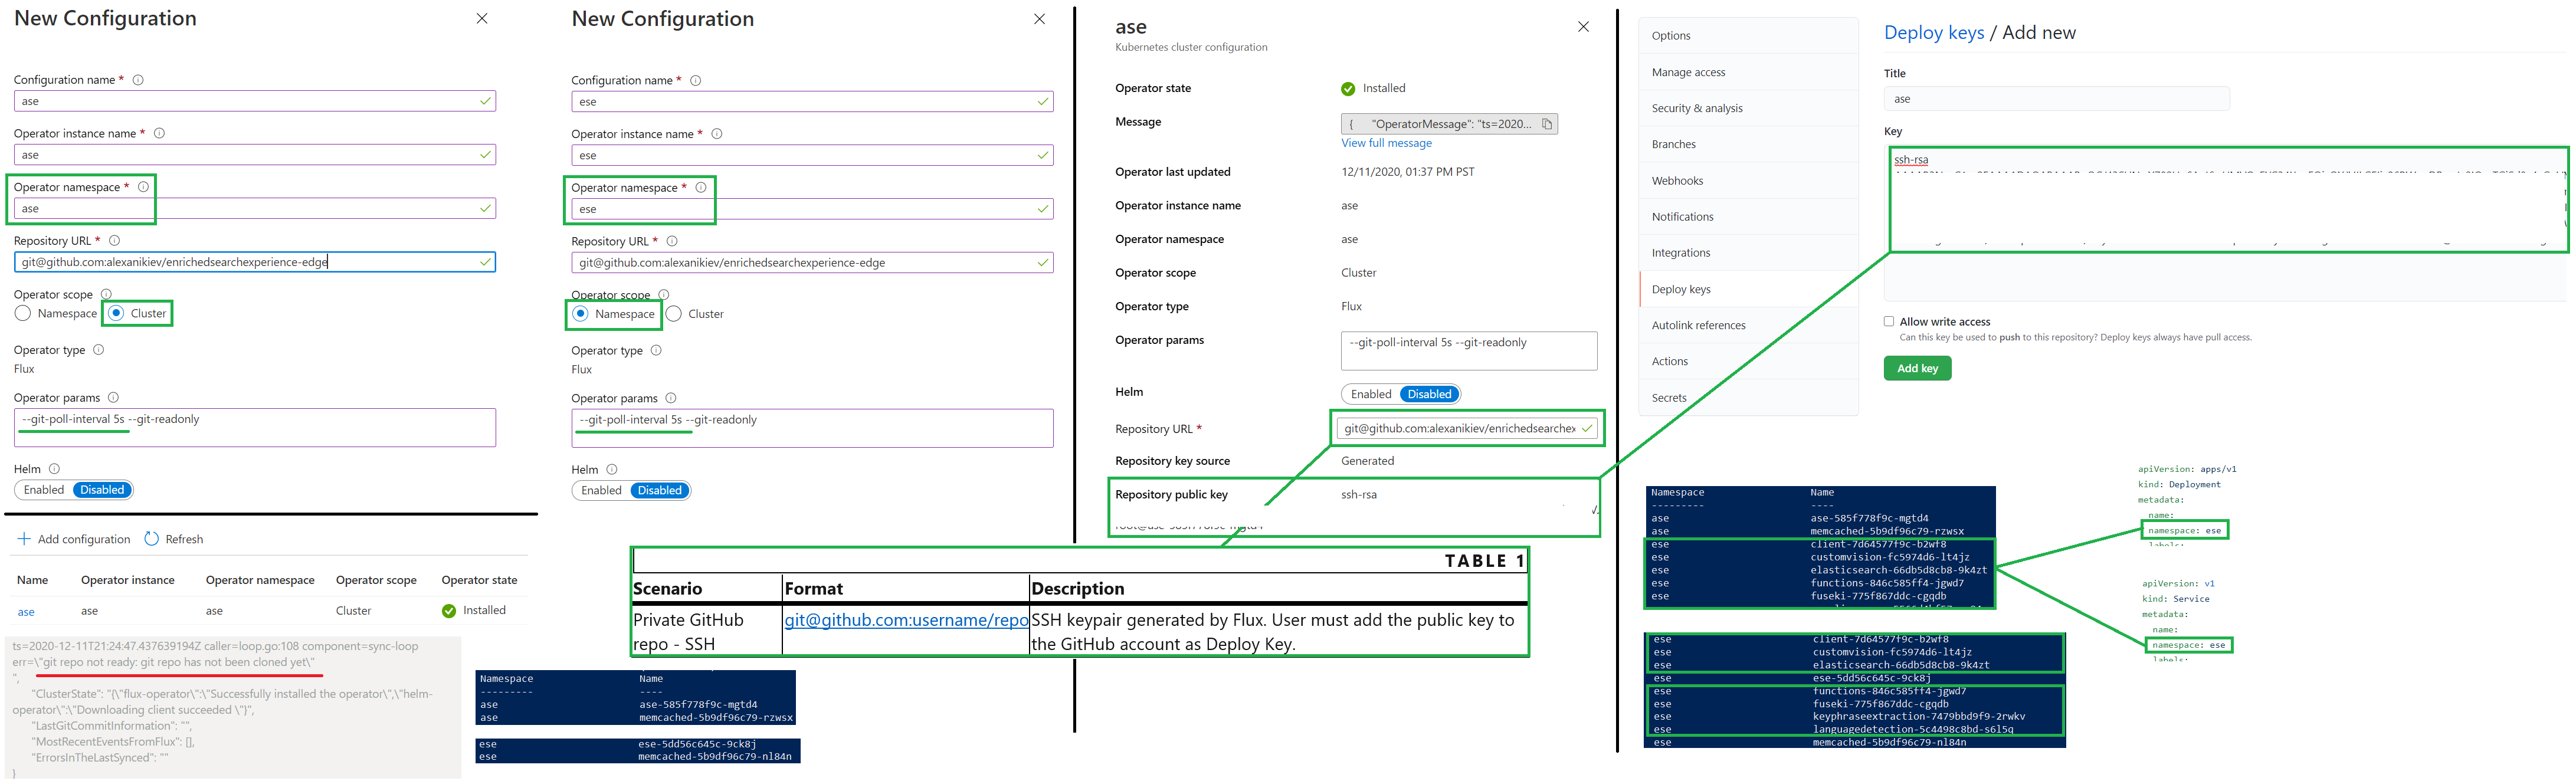 New Configuration
Configuration name *
ase
Operator instance name *
ase
Operator namespace *
ase
Repository URL *
git@github.com:alexanikiev/enrichedsearchexperience-edge
Operator scope
Namespace Cluster
Operator type
Flux
Operator params
--git-poll-interval 5s --git-readonly
Helm
Enabled Disabled
Add configuration Refresh
Name Operator instance Operator namespace Operator scope Operator state
ase ase ase Cluster Installed
ts=2020-12-11T21:24:47.437639194Z caller=loop.go:108 component=sync-loop
err=\"git repo not ready: git repo has not been cloned yet\"
",
"ClusterState": "{\"flux-operator\":\"Successfully installed the operator\",\"helm-
operator\":\"Downloading client succeeded \"}",
"LastGitCommitInformation": "",
"MostRecentEventsFromFlux": [],
"ErrorsInTheLastSynced": ""
}
New Configuration
Configuration name *
ese
Operator instance name *
ese
Operator namespace *
ese
Repository URL *
git@github.com:alexanikiev/enrichedsearchexperience-edge
Operator scope
Namespace Cluster
Operator type
Flux
Operator params
--git-poll-interval 5s --git-readonly
Helm
Enabled Disabled
Namespace Name
--------- ----
ase ase-585f778f9c-mgtd4
ase memcached-5b9df96c79-rzwsx
ese ese-5dd56c645c-9ck8j
ese memcached-5b9df96c79-nl84n
ase
Kubernetes cluster configuration
Operator state Installed
Message { "OperatorMessage": "ts=2020...
View full message
Operator last updated 12/11/2020, 01:37 PM PST
Operator instance name ase
Operator namespace ase
Operator scope Cluster
Operator type Flux
Operator params --git-poll-interval 5s --git-readonly
Helm Enabled Disabled
Repository URL * git@github.com:alexanikiev/enrichedsearchex
Repository key source Generated
Repository public key ssh-rsa
TABLE 1
Scenario Format Description
Private GitHub git@github.com:username/repo SSH keypair generated by Flux. User must add the public key to
repo - SSH the GitHub account as Deploy Key.
Options
Manage access
Security & analysis
Branches
Webhooks
Notifications
Integrations
Deploy keys
Autolink references
Actions
Secrets
Deploy keys / Add new
Title
ase
Key
ssh-rsa
Allow write access
Can this key be used to push to this repository? Deploy keys always have pull access.
Add key
Namespace Name
--------- ----
ase ase-585f778f9c-mgtd4
ase memcached-5b9df96c79-rzwsx
ese client-7d64577f9c-b2wf8
ese customvision-fc5974d6-lt4jz
ese elasticsearch-66db5d8cb8-9k4zt
ese functions-846c585ff4-jgwd7
ese fuseki-775f867ddc-cgqdb
ese client-7d64577f9c-b2wf8
ese customvision-fc5974d6-lt4jz
ese elasticsearch-66db5d8cb8-9k4zt
ese ese-5dd56c645c-9ck8j
ese functions-846c585ff4-jgwd7
ese fuseki-775f867ddc-cgqdb
ese keyphraseextraction-7479bbd9f9-2rwkv
ese languagedetection-5c4498c8bd-s6l5q
ese memcached-5b9df96c79-nl84n
apiVersion: apps/v1
kind: Deployment
metadata:
name:
namespace: ese
labels:
apiVersion: v1
kind: Service
metadata:
name:
namespace: ese
labels: